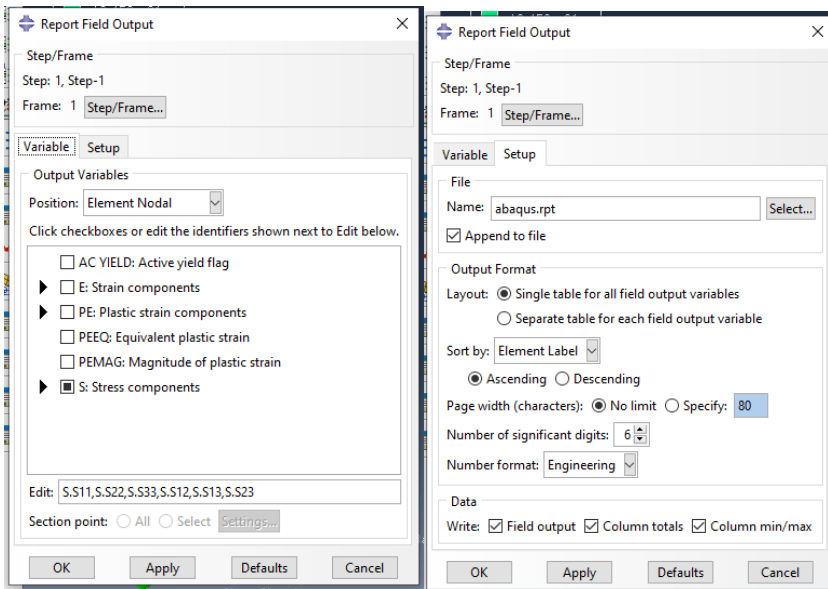 Report Field Output
Step/Frame
Step: 1, Step-1
Frame: 1 Step/Frame...
Variable Setup
Output Variables
Position: Element Nodal
Click checkboxes or edit the identifiers shown next to Edit below.
AC YIELD: Active yield flag
E: Strain components
PE: Plastic strain components
PEEQ: Equivalent plastic strain
PEMAG: Magnitude of plastic strain
S: Stress components
Edit: S.S11,S.S22,S.S33,S.S12,S.S13,S.S23
Section point: All Select Settings...
OK Apply Defaults Cancel
Report Field Output
Step/Frame
Step: 1, Step-1
Frame: 1 Step/Frame...
Variable Setup
File
Name: abaqus.rpt Select...
Append to file
Output Format
Layout: Single table for all field output variables
Separate table for each field output variable
Sort by: Element Label
Ascending Descending
Page width (characters): No limit Specify: 80
Number of significant digits: 6
Number format: Engineering
Data
Write: Field output Column totals Column min/max
OK Apply Defaults Cancel